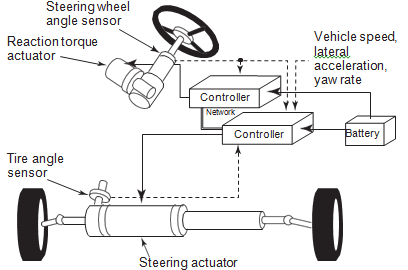 Steering wheel
angle sensor
Reaction torque
actuator
Vehicle speed,
lateral
acceleration,
yaw rate
Controller
Network
Controller
Battery
Tire angle
sensor
Steering actuator